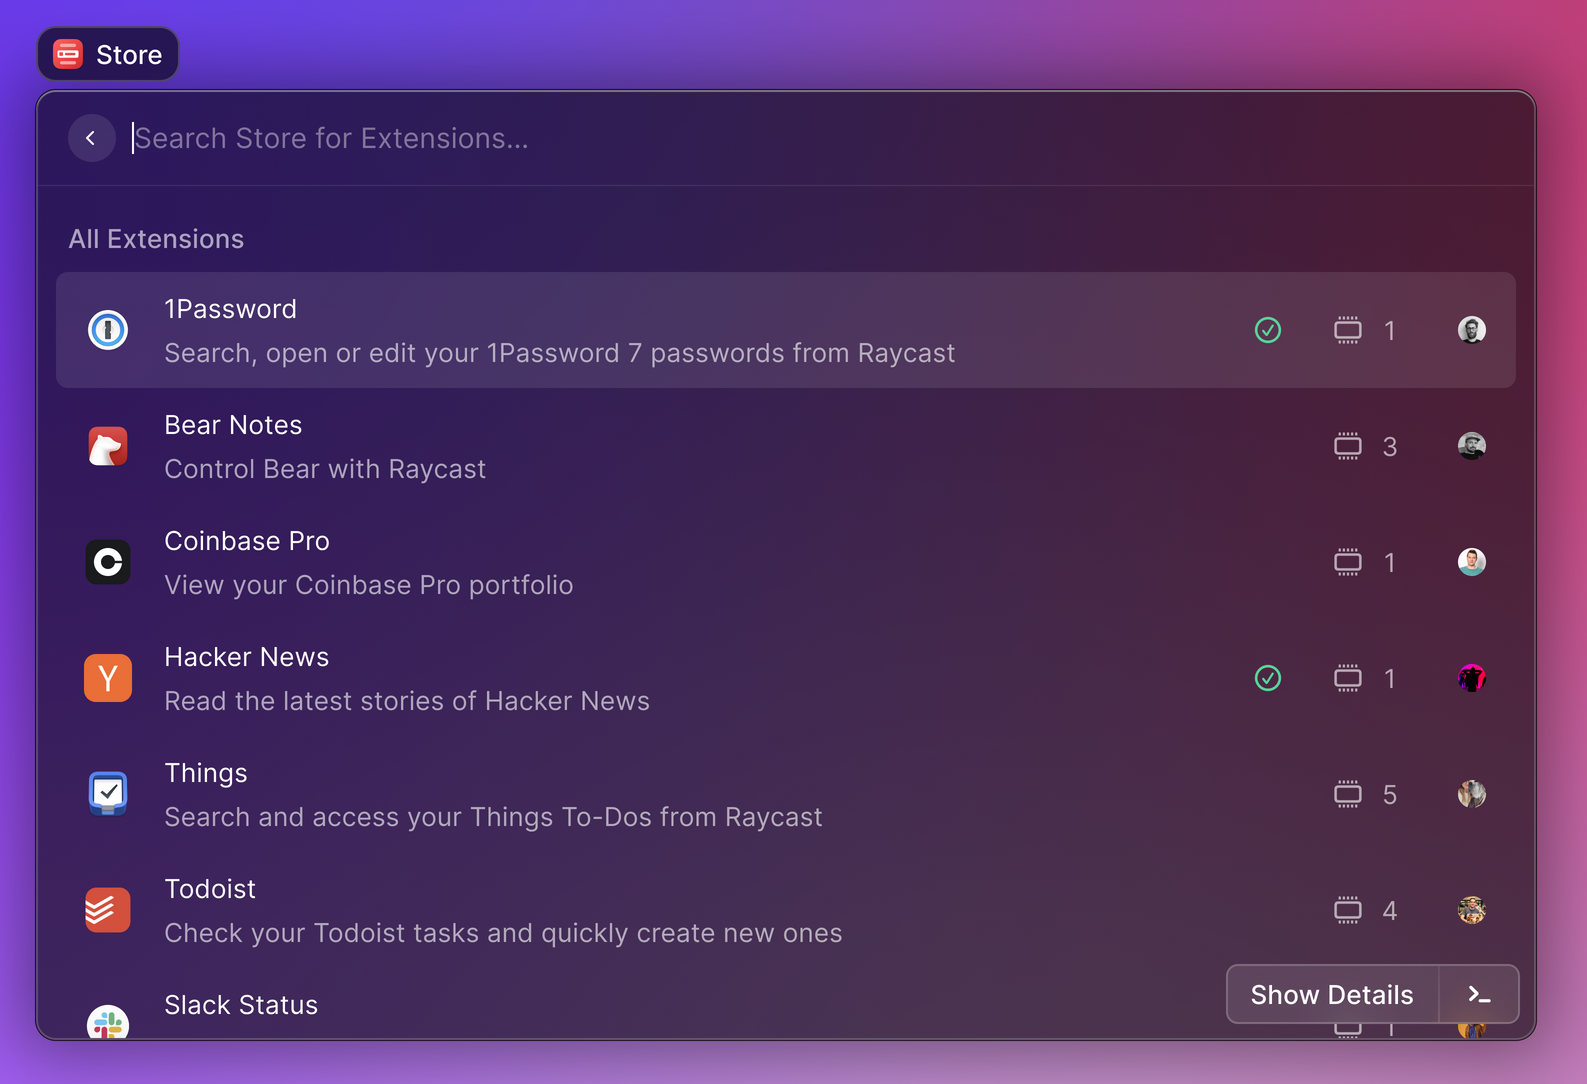 Store
Search Store for Extensions...
All Extensions
1Password
Search, open or edit your 1Password 7 passwords from Raycast
1
Bear Notes
Control Bear with Raycast
3
Coinbase Pro
View your Coinbase Pro portfolio
1
Y
Hacker News
Read the latest stories of Hacker News
1
Things
Search and access your Things To-Dos from Raycast
5
Todoist
Check your Todoist tasks and quickly create new ones
4
Slack Status
Show Details